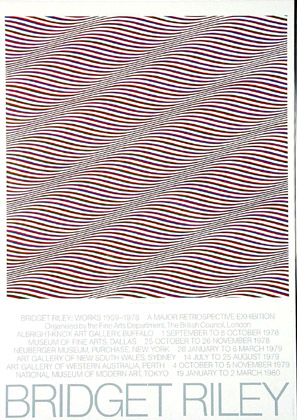 BRIDGET RILEY: WORKS 1959-1978 A MAJOR RETROSPECTIVE EXHIBITION
Organised by the Fine Arts Department, The British Council, London
ALBRIGHT-KNOX ART GALLERY, BUFFALO 1 SEPTEMBER TO 8 OCTOBER 1978
MUSEUM OF FINE ARTS, DALLAS 25 OCTOBER TO 26 NOVEMBER 1978
NEUBERGER MUSEUM, PURCHASE, NEW YORK 28 JANUARY TO 6 MARCH 1979
ART GALLERY OF NEW SOUTH WALES, SYDNEY 14 JULY TO 25 AUGUST 1979
ART GALLERY OF WESTERN AUSTRALIA, PERTH 4 OCTOBER TO 5 NOVEMBER 1979
NATIONAL MUSEUM OF MODERN ART, TOKYO 19 JANUARY TO 2 MARCH 1980
BRIDGET RILEY